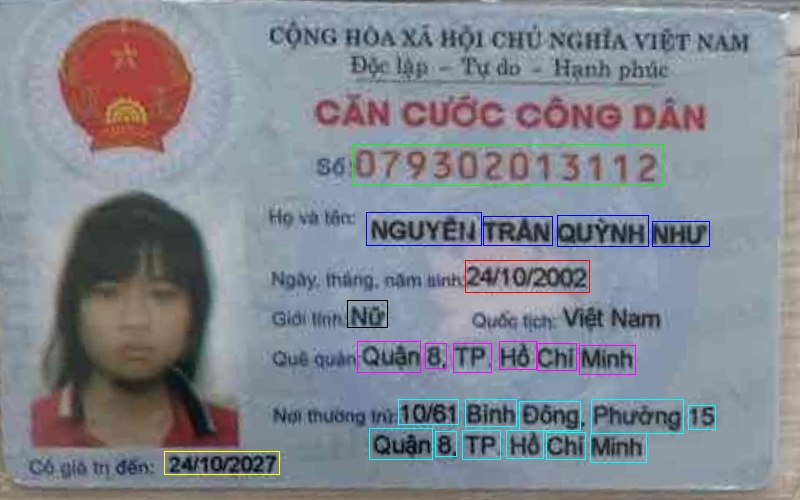 CỘNG HÒA XÃ HỘI CHỦ NGHĨA VIỆT NAM
Độc lập – Tự do – Hạnh phúc
CĂN CƯỚC CÔNG DÂN
Số: 079302013112
Họ và tên: NGUYỄN TRẦN QUỲNH NHƯ
Ngày, tháng, năm sinh: 24/10/2002
Giới tính: Nữ Quốc tịch: Việt Nam
Quê quán: Quận 8, TP. Hồ Chí Minh
Nơi thường trú: 10/61 Bình Đông, Phường 15
Quận 8, TP. Hồ Chí Minh
Có giá trị đến: 24/10/2027